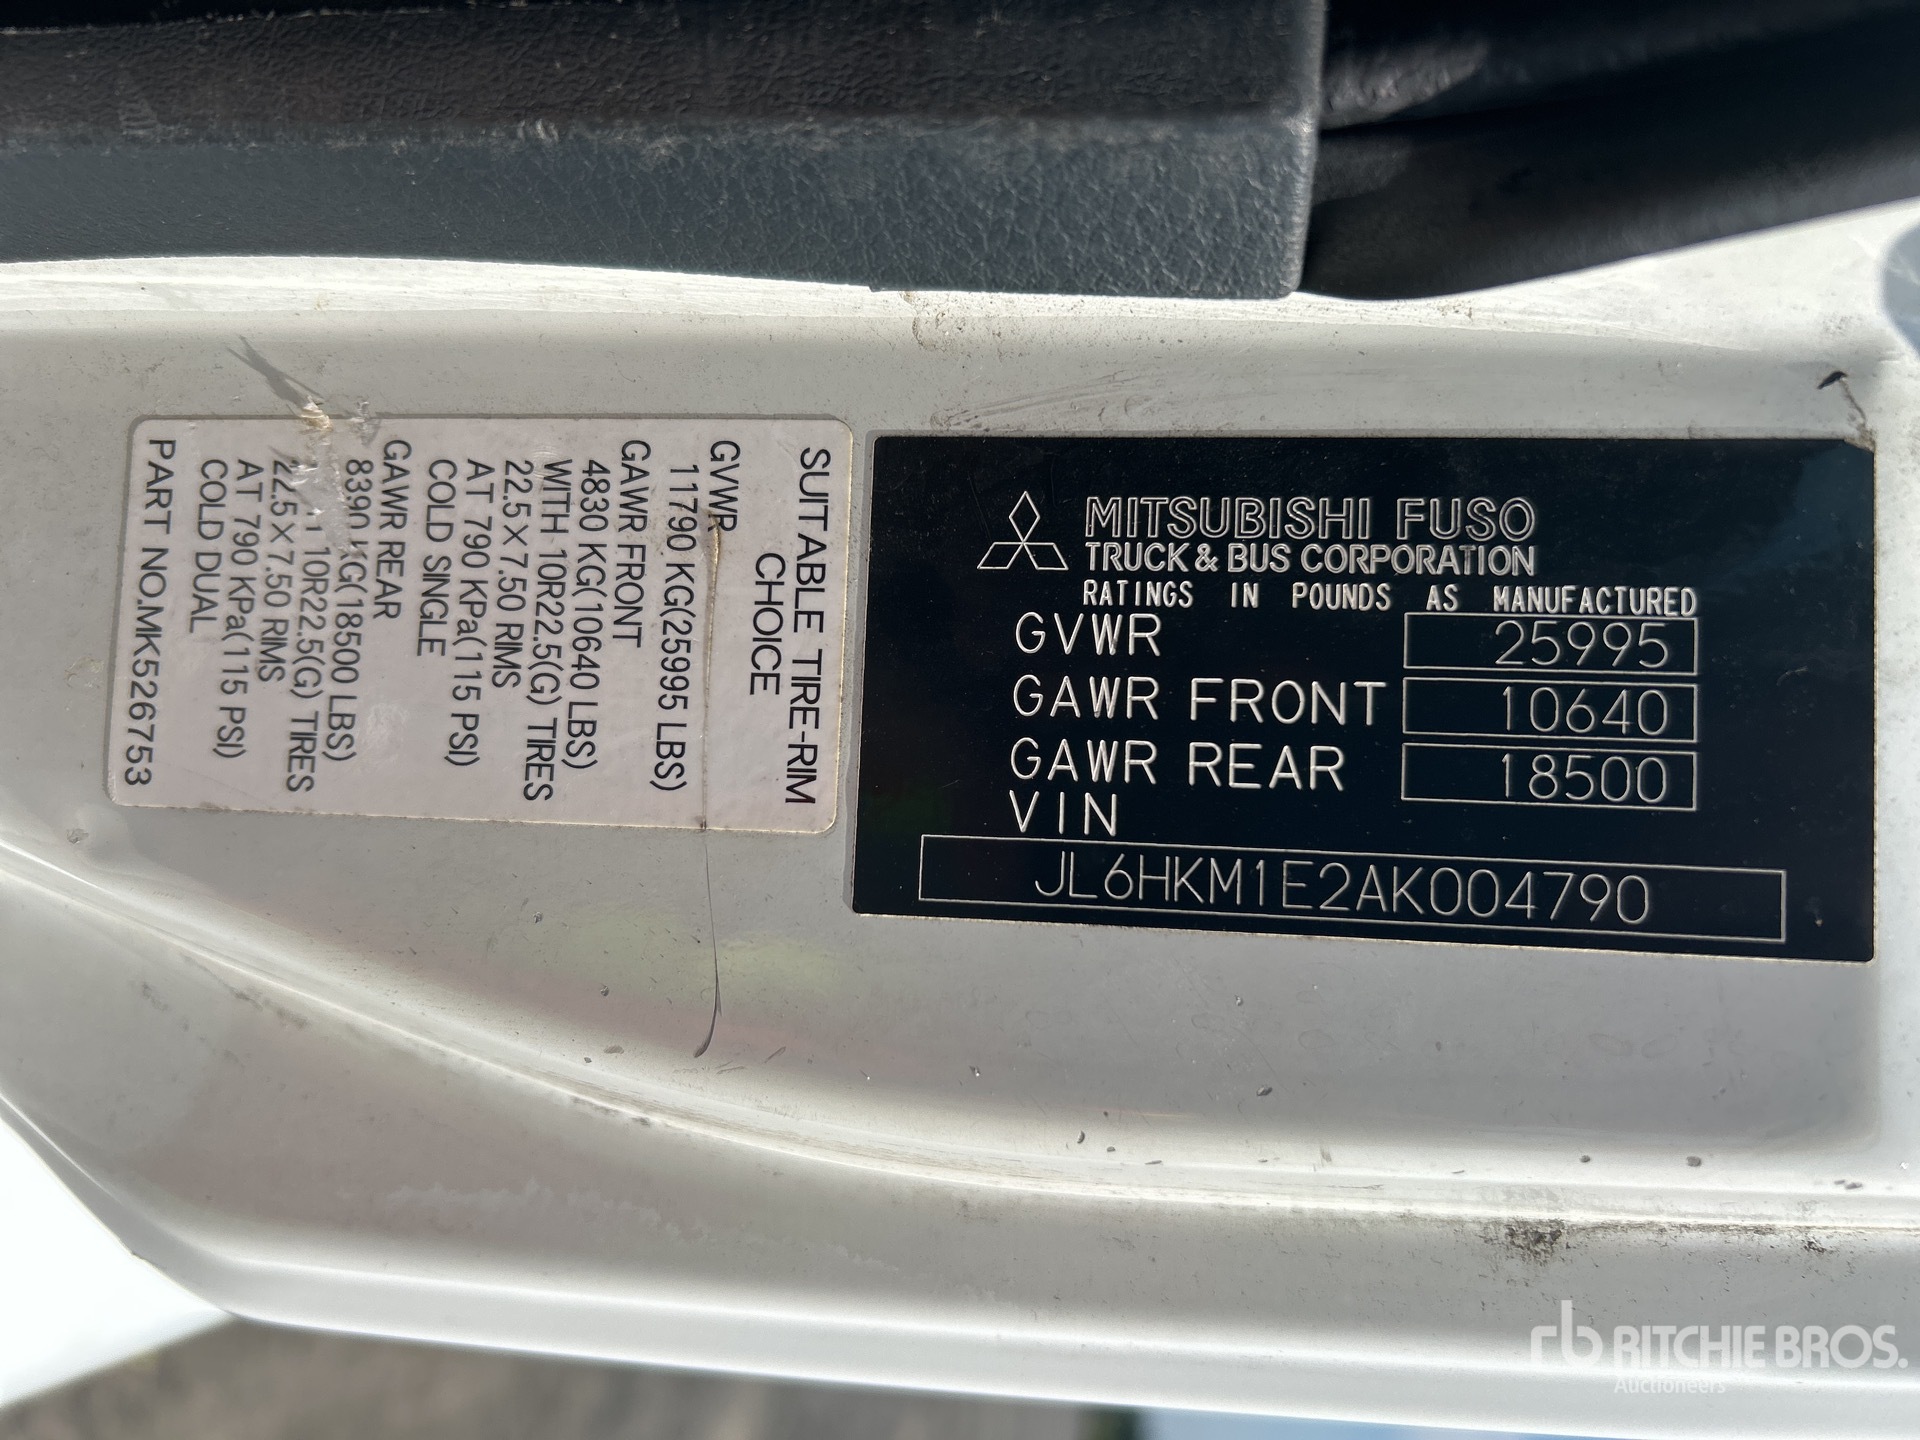 MITSUBISHI FUSO
TRUCK & BUS CORPORATION
RATINGS IN POUNDS AS MANUFACTURED
GVWR 25995
GAWR FRONT 10640
GAWR REAR 18500
VIN
JL6HKM1E2AK004790
SUITABLE TIRE-RIM
CHOICE
GVWR
11790 KG(25995 LBS)
GAWR FRONT
4830 KG(10640 LBS)
WITH 10R22.5(G) TIRES
22.5×7.50 RIMS
AT 790 KPa(115 PSI)
COLD SINGLE
GAWR REAR
8390 KG(18500 LBS)
10R22.5(G) TIRES
22.5×7.50 RIMS
AT 790 KPa(115 PSI)
COLD DUAL
PART NO.MK526753
rb RITCHIE BROS.
Auctioneers